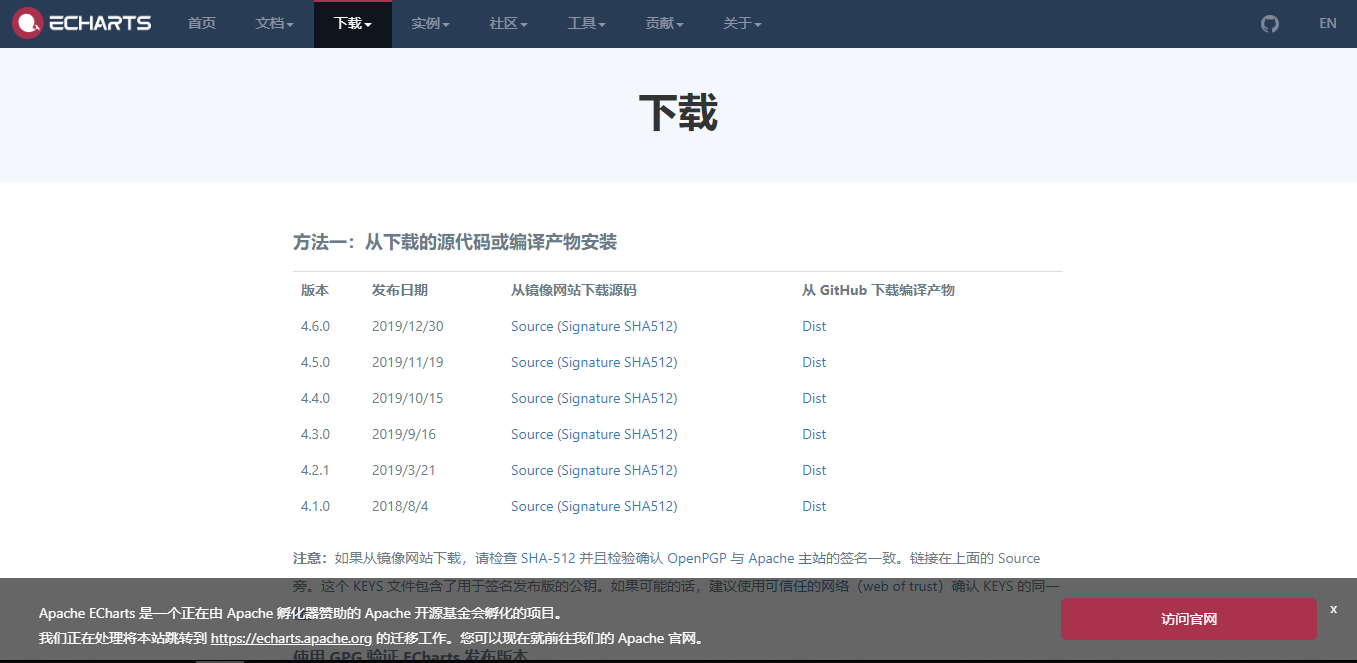 ECHARTS 首页 文档 下载 实例 社区 工具 贡献 关于 EN
下载
方法一：从下载的源代码或编译产物安装
版本 发布日期 从镜像网站下载源码 从 GitHub 下载编译产物
4.6.0 2019/12/30 Source (Signature SHA512) Dist
4.5.0 2019/11/19 Source (Signature SHA512) Dist
4.4.0 2019/10/15 Source (Signature SHA512) Dist
4.3.0 2019/9/16 Source (Signature SHA512) Dist
4.2.1 2019/3/21 Source (Signature SHA512) Dist
4.1.0 2018/8/4 Source (Signature SHA512) Dist
注意：如果从镜像网站下载，请检查 SHA-512 并且检验确认 OpenPGP 与 Apache 主站的签名一致。链接在上面的 Source
旁。这个 KEYS 文件包含了用于签名发布版的公钥。如果可能的话，建议使用可信任的网络（web of trust）确认 KEYS 的同一
Apache ECharts 是一个正在由 Apache 孵化器赞助的 Apache 开源基金会孵化的项目。
我们正在处理将本站跳转到 https://echarts.apache.org 的迁移工作。您可以现在就前往我们的 Apache 官网。
访问官网
x
使用 GPG 验证 ECharts 发布版本